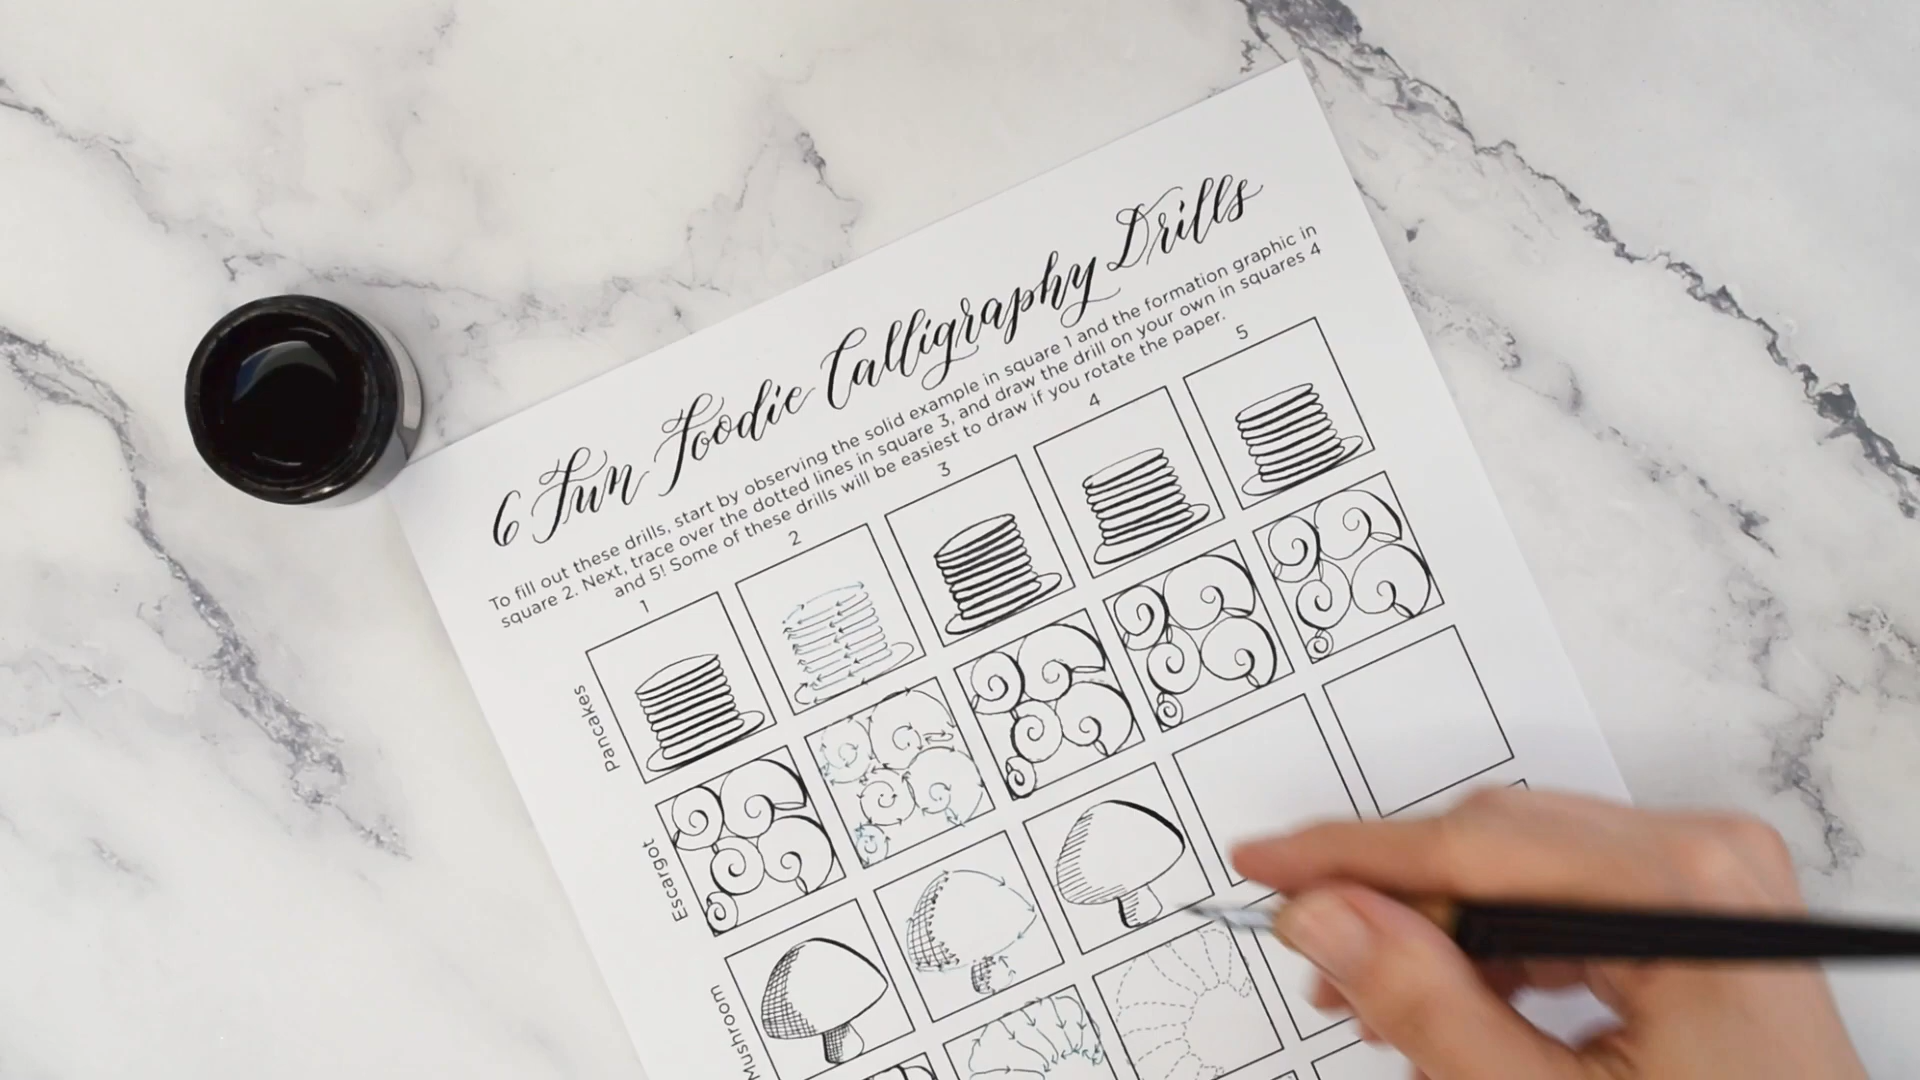 6 Fun Foodie Calligraphy Drills
To fill out these drills, start by observing the solid example in square 1 and the formation graphic in
square 2. Next, trace over the dotted lines in square 3, and draw the drill on your own in squares 4
and 5! Some of these drills will be easiest to draw if you rotate the paper.
1
2
3
4
5
Pancakes
Escargot
Mushroom